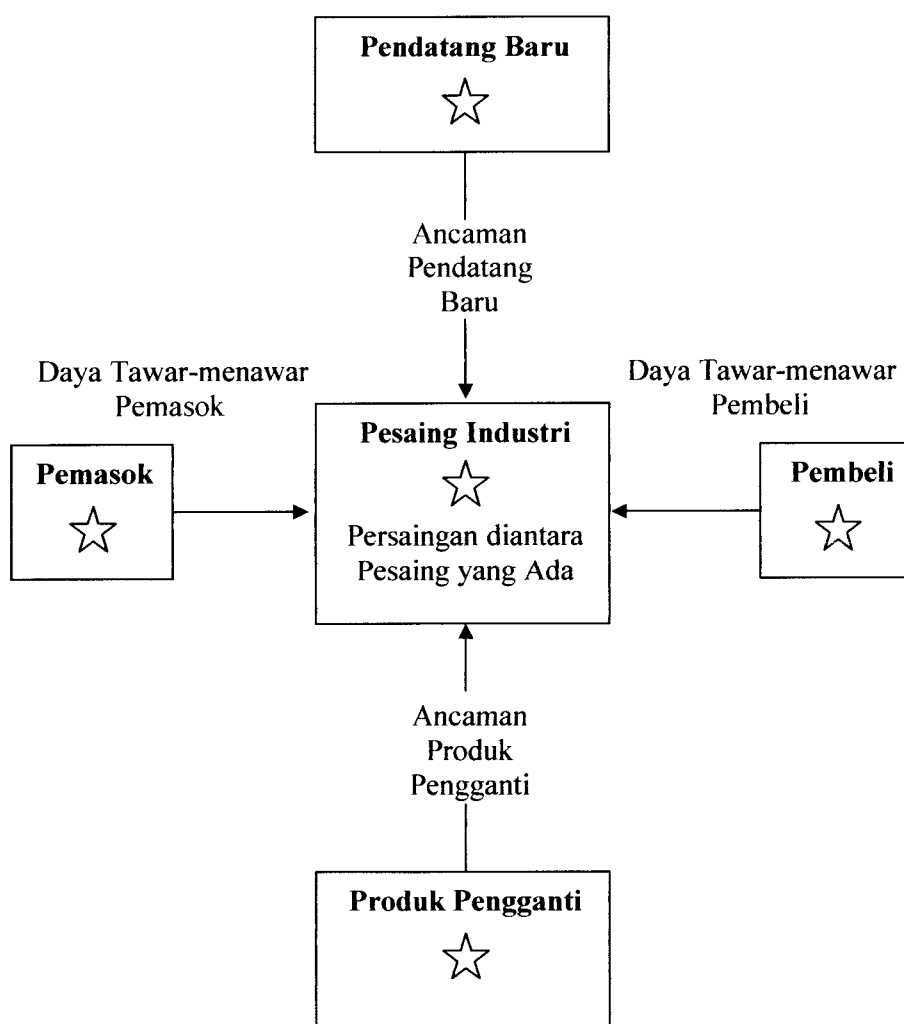 Pendatang Baru
Ancaman
Pendatang
Baru
Daya Tawar-menawar
Pemasok
Daya Tawar-menawar
Pembeli
Pemasok
Pesaing Industri
Persaingan diantara
Pesaing yang Ada
Pembeli
Ancaman
Produk
Pengganti
Produk Pengganti